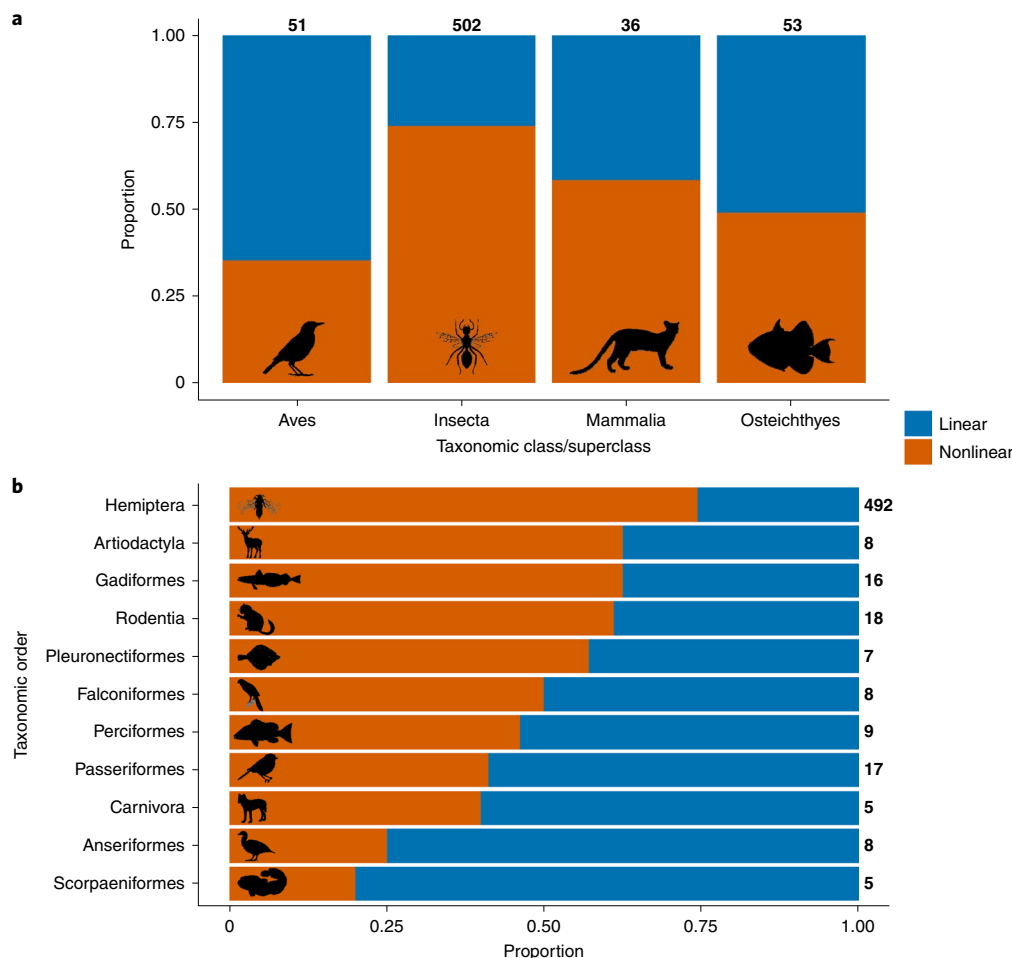 a
51 502 36 53
1.00
0.75
0.50
0.25
0
Proportion
Aves Insecta Mammalia Osteichthyes
Taxonomic class/superclass
Linear
Nonlinear
b
Taxonomic order
Hemiptera 492
Artiodactyla 8
Gadiformes 16
Rodentia 18
Pleuronectiformes 7
Falconiformes 8
Perciformes 9
Passeriformes 17
Carnivora 5
Anseriformes 8
Scorpaeniformes 5
0 0.25 0.50 0.75 1.00
Proportion